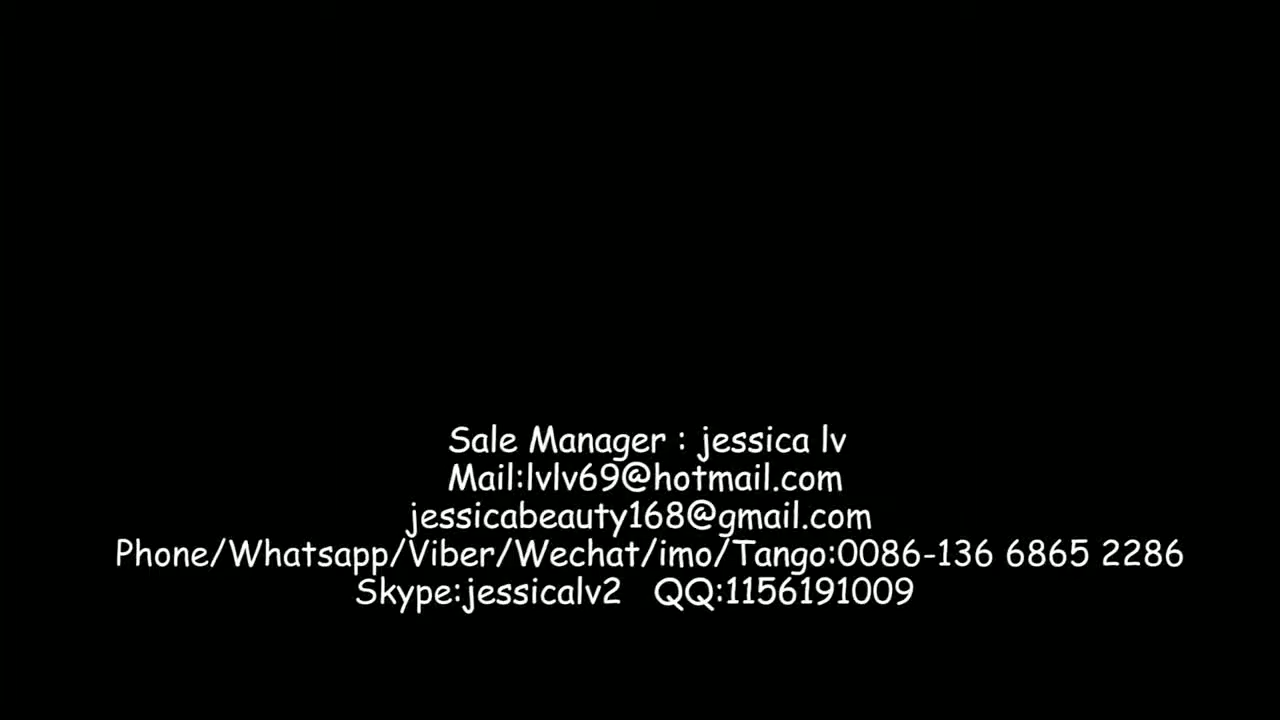 Sale Manager : jessica lv
Mail:lvlv69@hotmail.com
jessicabeauty168@gmail.com
Phone/Whatsapp/Viber/Wechat/imo/Tango:0086-136 6865 2286
Skype:jessicalv2 QQ:1156191009